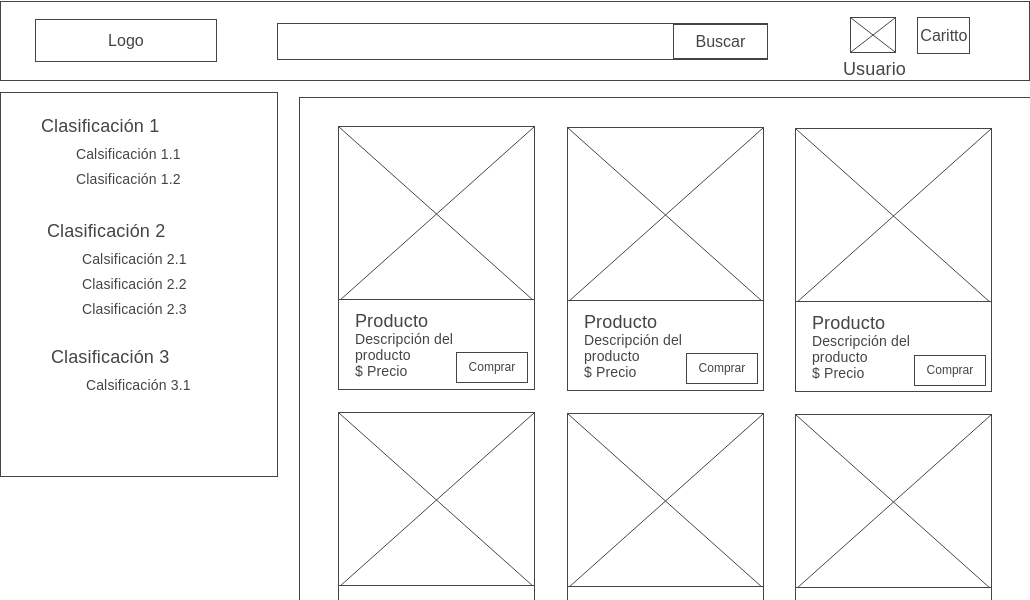 Logo
Buscar
Caritto
Usuario
Clasificación 1
Calsificación 1.1
Clasificación 1.2
Clasificación 2
Calsificación 2.1
Clasificación 2.2
Clasificación 2.3
Clasificación 3
Calsificación 3.1
Producto
Descripción del
producto
$ Precio
Comprar
Producto
Descripción del
producto
$ Precio
Comprar
Producto
Descripción del
producto
$ Precio
Comprar